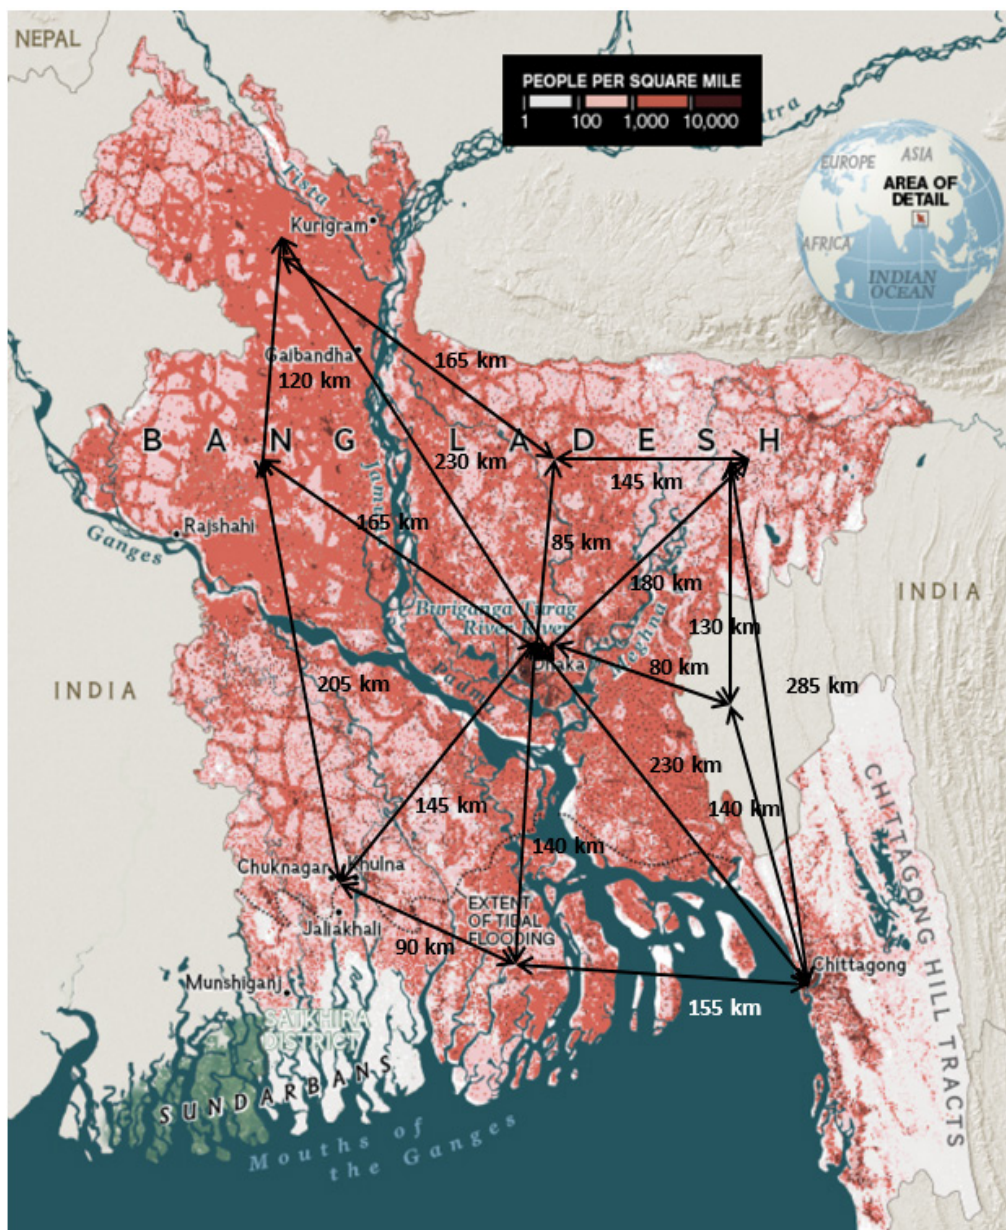 NEPAL
PEOPLE PER SQUARE MILE
1 100 1,000 10,000
EUROPE
ASIA
AREA OF
DETAIL
AFRICA
INDIAN
OCEAN
Tista
Kurigram
Gaibandha
165 km
120 km
BANGLADESH
230 km
145 km
165 km
Rajshahi
Ganges
85 km
180 km
INDIA
Buriganga Turag
River River
130 km
Dhaka
80 km
INDIA
205 km
285 km
230 km
CHITTAGONG HILL TRACTS
145 km
140 km
140 km
Chuknagar
Khulna
EXTENT
OF TIDAL
FLOODING
Jaliakhali
90 km
Chittagong
Munshiganj
155 km
SATKHIRA
DISTRICT
SUNDARBANS
Mouths of
the Ganges